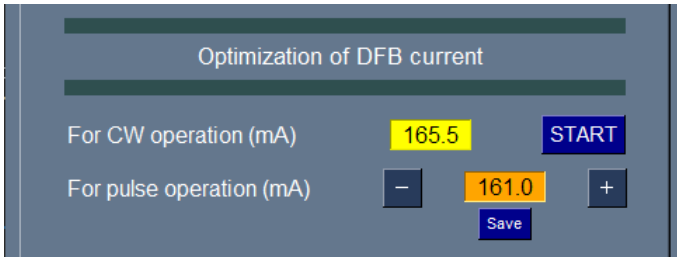 Optimization of DFB current
For CW operation (mA) 165.5 START
For pulse operation (mA) − 161.0 +
Save